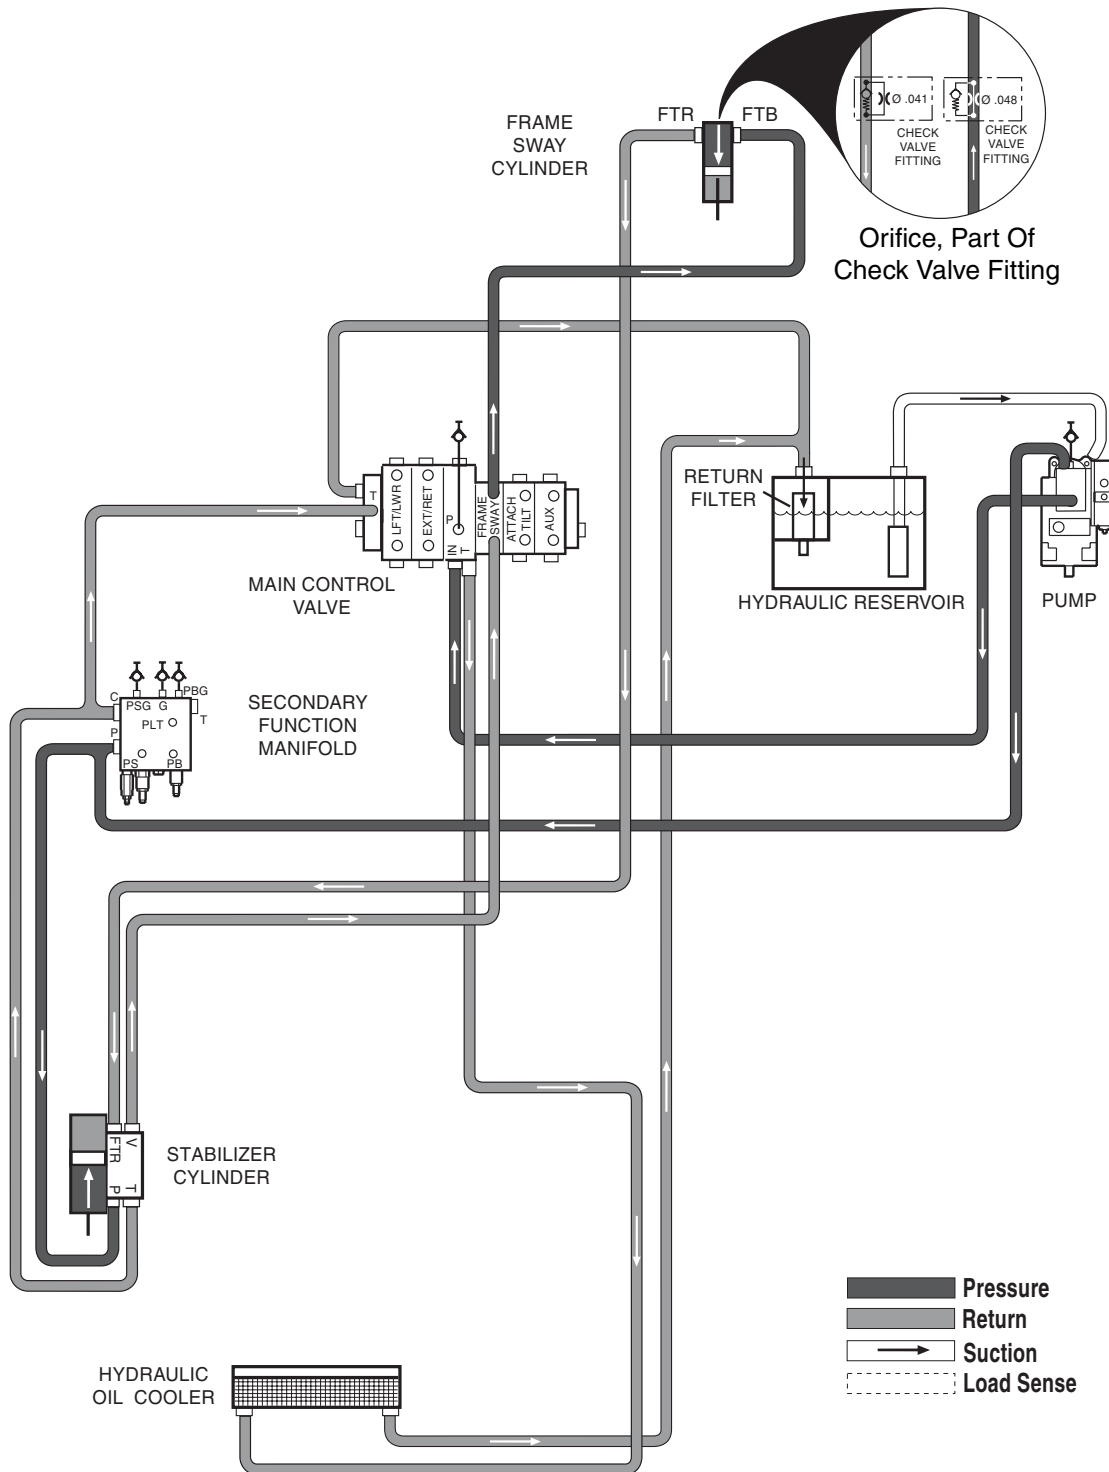 FRAME
SWAY
CYLINDER
FTR
FTB
Ø .041
CHECK
VALVE
FITTING
Ø .048
CHECK
VALVE
FITTING
Orifice, Part Of
Check Valve Fitting
T
LFT/LWR
EXT/RET
P
IN
T
FRAME
SWAY
ATTACH
TILT
AUX
MAIN CONTROL
VALVE
RETURN
FILTER
HYDRAULIC RESERVOIR
PUMP
C
PSG
G
PBG
T
PLT
P
PS
PB
SECONDARY
FUNCTION
MANIFOLD
FTR
V
P
T
STABILIZER
CYLINDER
HYDRAULIC
OIL COOLER
Pressure
Return
Suction
Load Sense